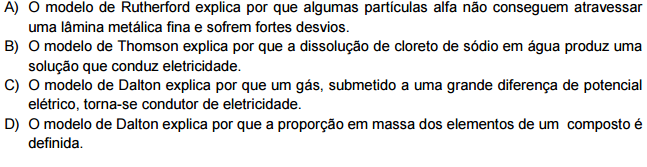 A) O modelo de Rutherford explica por que algumas partículas alfa não conseguem atravessar
uma lâmina metálica fina e sofrem fortes desvios.
B) O modelo de Thomson explica por que a dissolução de cloreto de sódio em água produz uma
solução que conduz eletricidade.
C) O modelo de Dalton explica por que um gás, submetido a uma grande diferença de potencial
elétrico, torna-se condutor de eletricidade.
D) O modelo de Dalton explica por que a proporção em massa dos elementos de um composto é
definida.